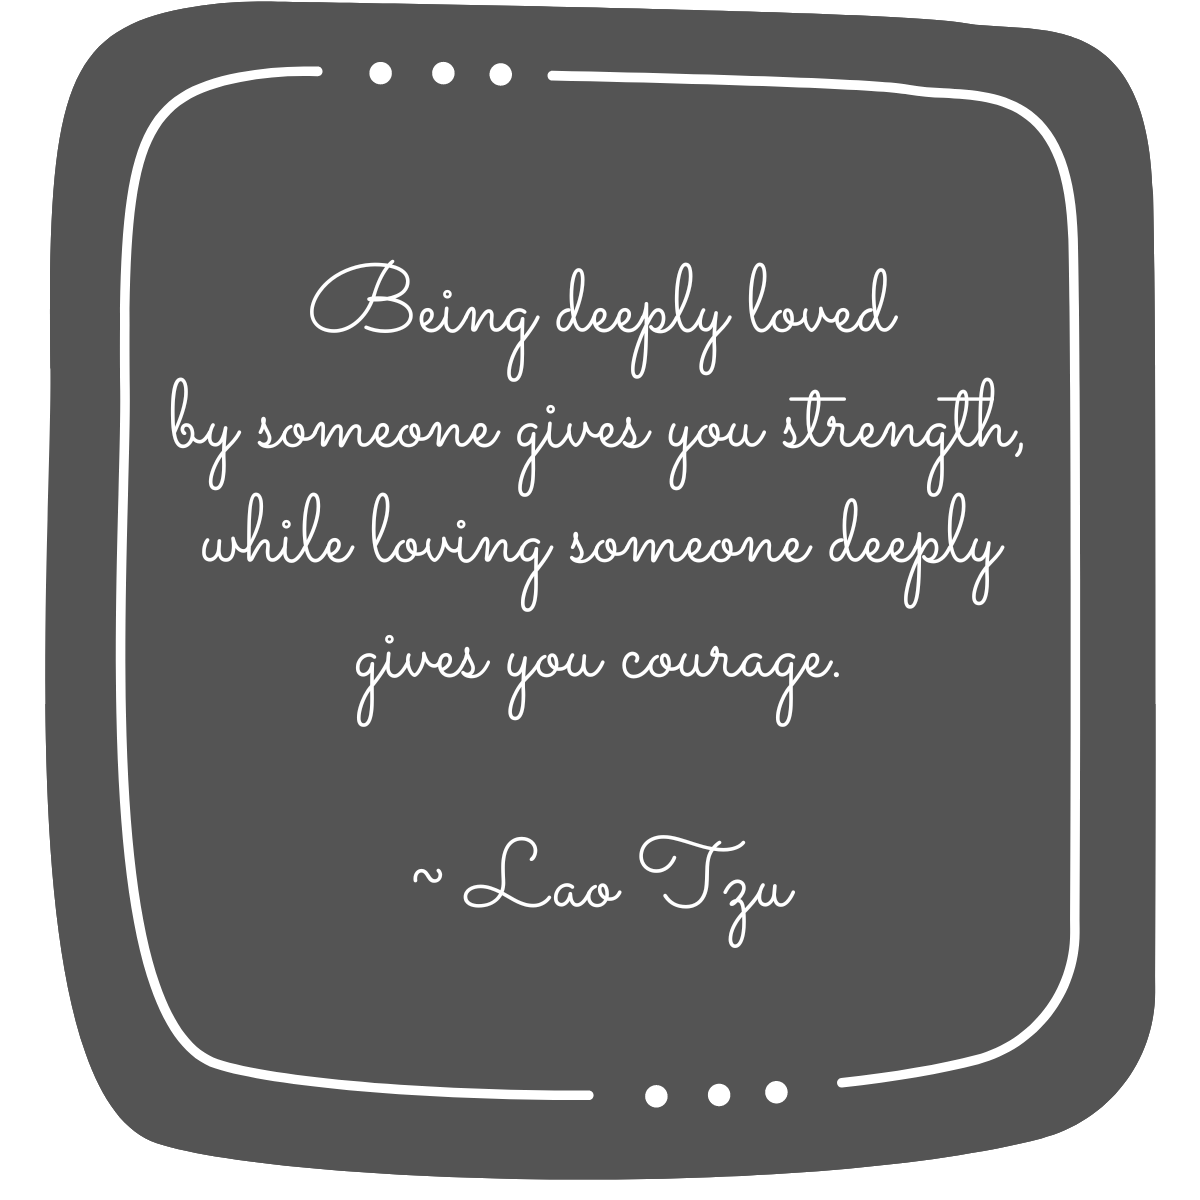 Being deeply loved
by someone gives you strength,
while loving someone deeply
gives you courage.
~ Lao Tzu